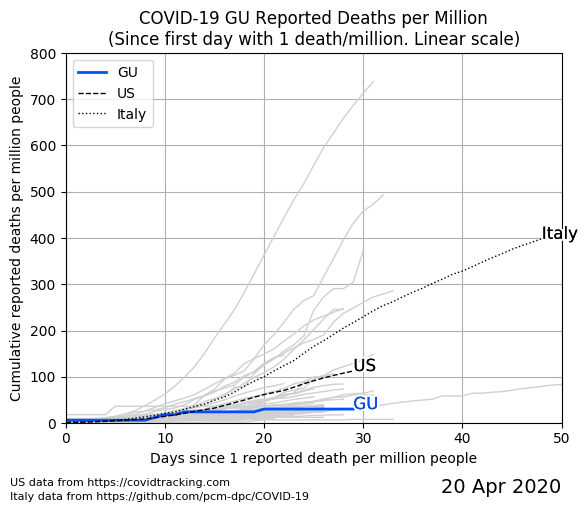 COVID-19 GU Reported Deaths per Million
(Since first day with 1 death/million. Linear scale)
Cumulative reported deaths per million people
800
700
600
500
400
300
200
100
0
GU
US
Italy
Italy
US
GU
0 10 20 30 40 50
Days since 1 reported death per million people
US data from https://covidtracking.com
Italy data from https://github.com/pcm-dpc/COVID-19
20 Apr 2020